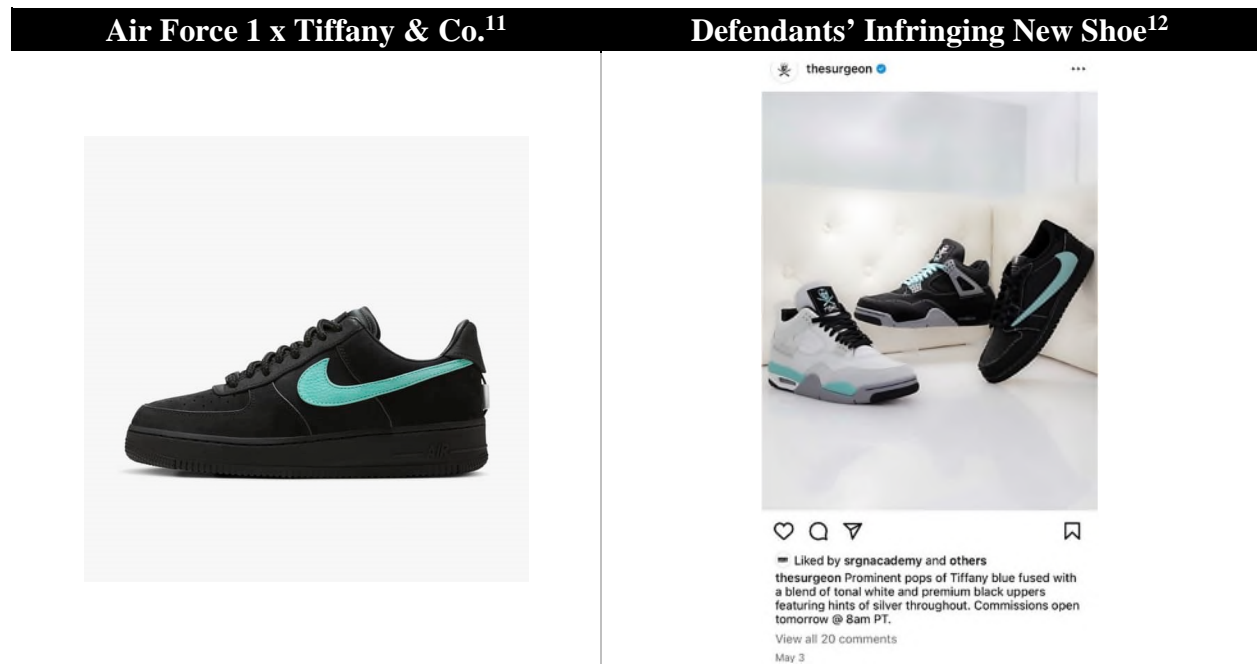 Air Force 1 x Tiffany & Co.11
Defendants’ Infringing New Shoe12
thesurgeon
AIR
Liked by srgnacademy and others
thesurgeon Prominent pops of Tiffany blue fused with
a blend of tonal white and premium black uppers
featuring hints of silver throughout. Commissions open
tomorrow @ 8am PT.
View all 20 comments
May 3